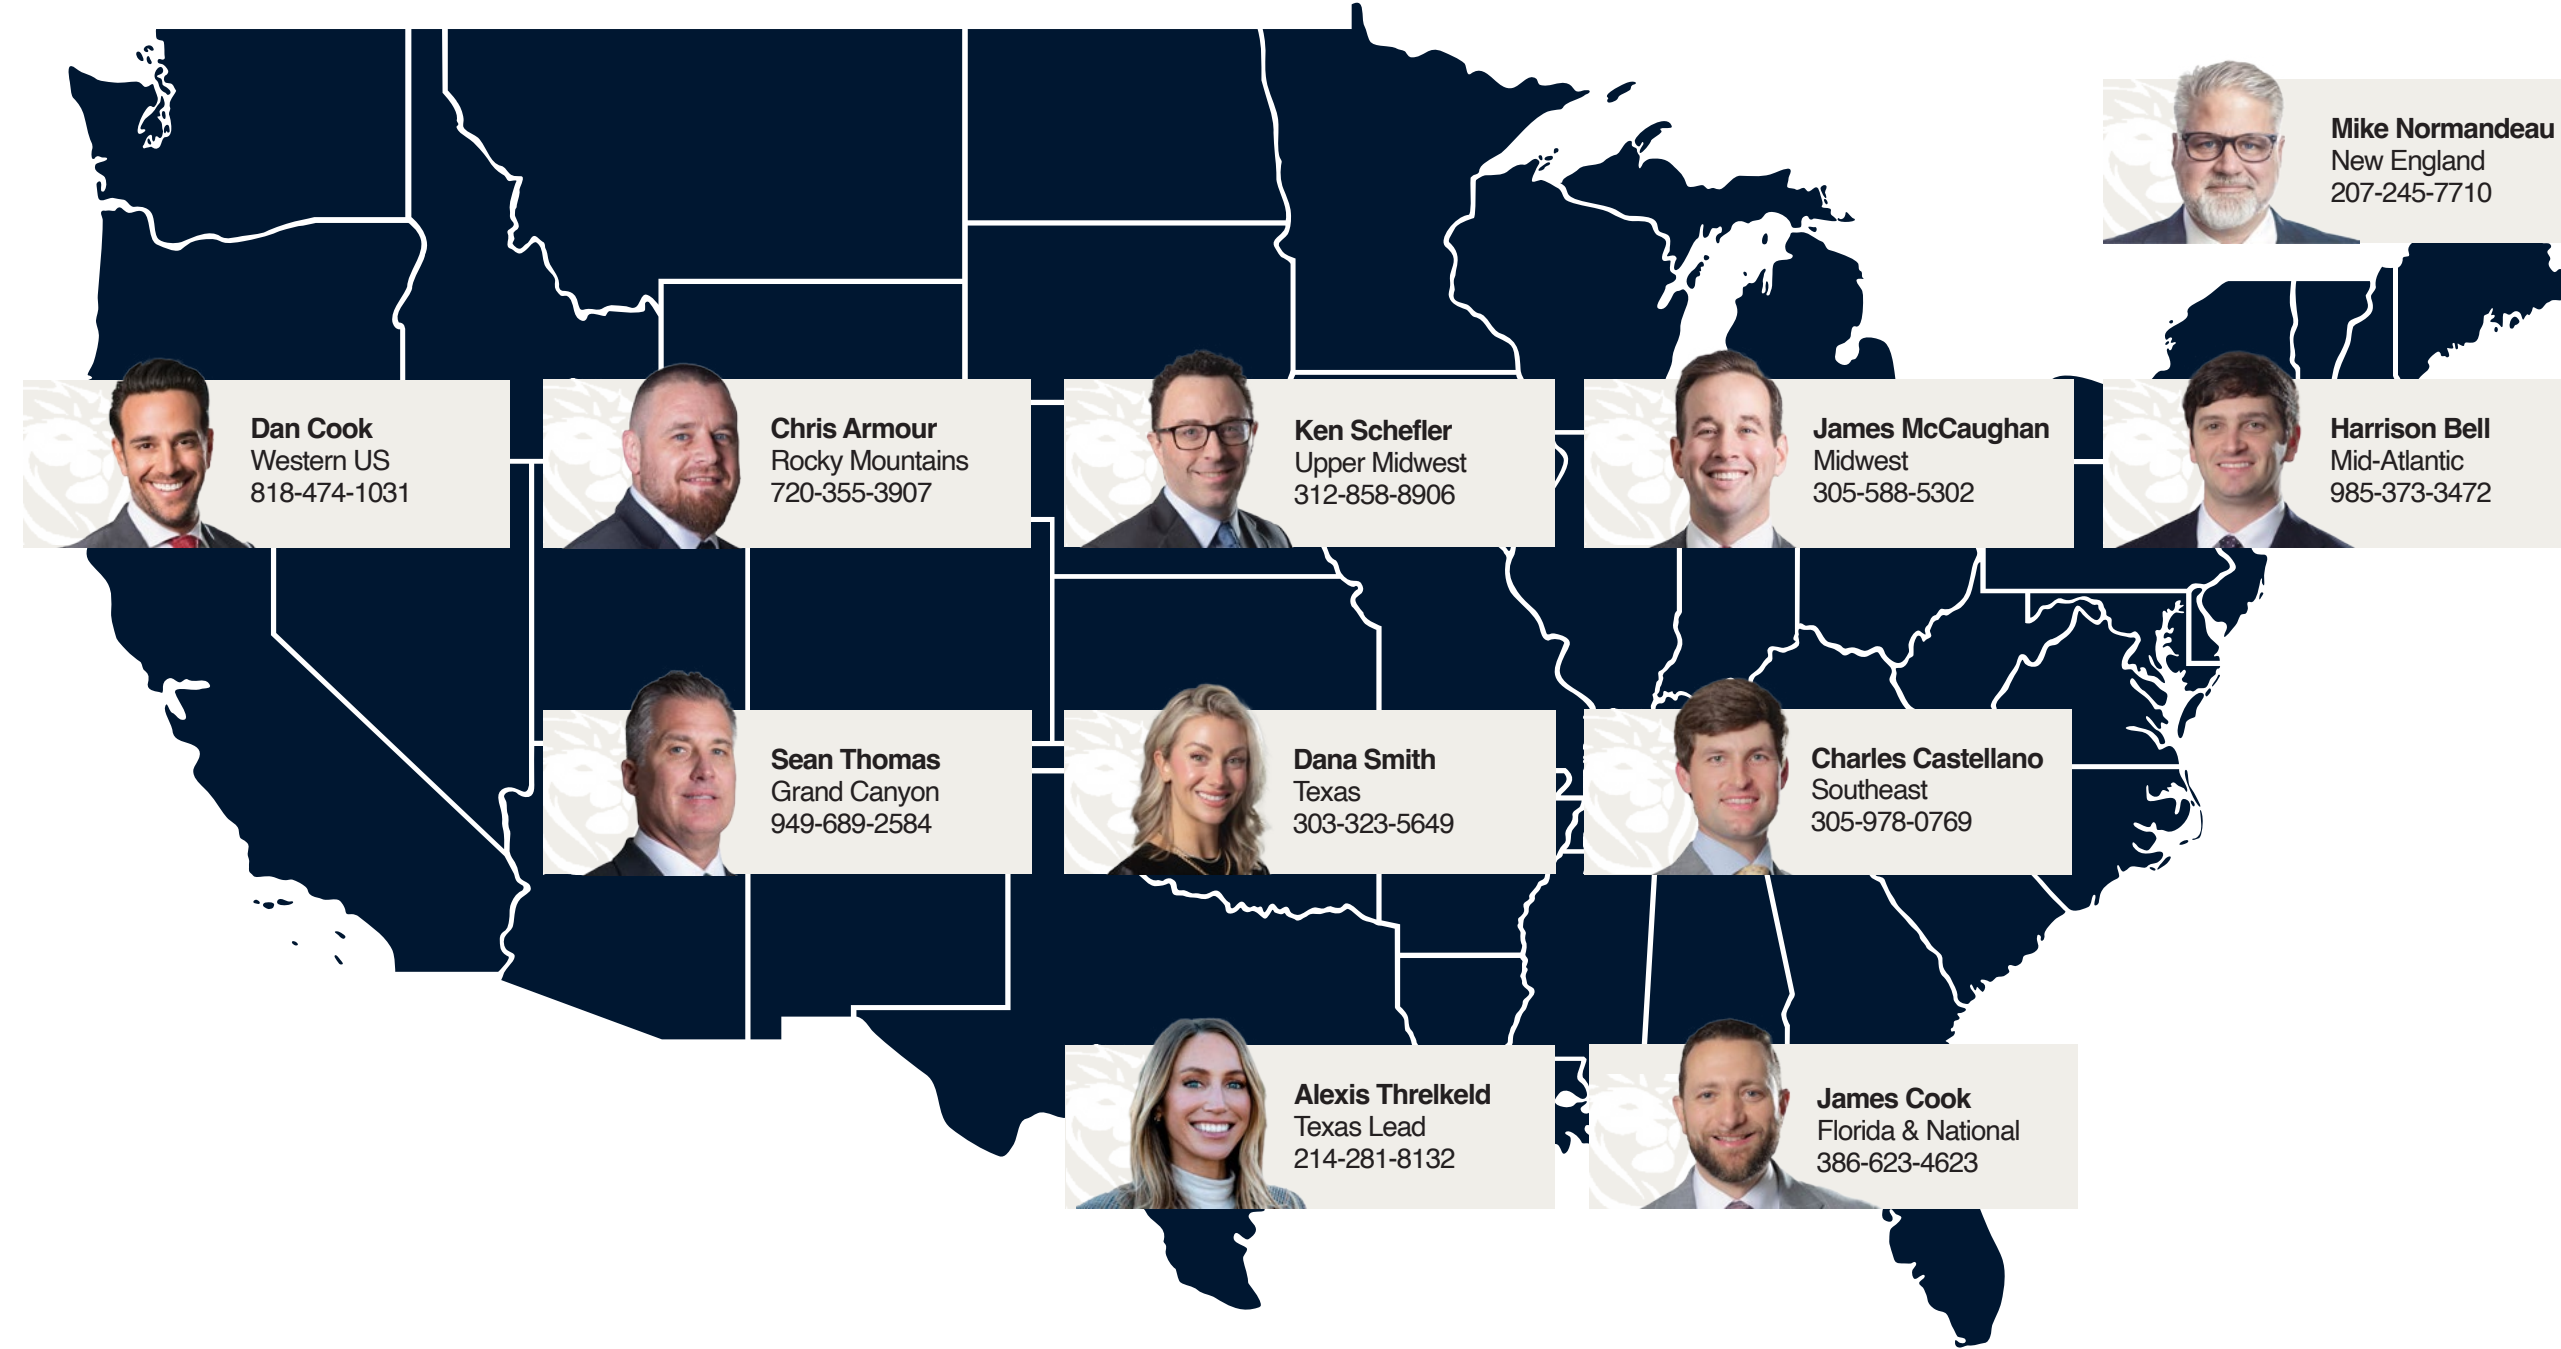 Mike Normandeau
New England
207-245-7710
Dan Cook
Western US
818-474-1031
Chris Armour
Rocky Mountains
720-355-3907
Ken Schefler
Upper Midwest
312-858-8906
James McCaughan
Midwest
305-588-5302
Harrison Bell
Mid-Atlantic
985-373-3472
Sean Thomas
Grand Canyon
949-689-2584
Dana Smith
Texas
303-323-5649
Charles Castellano
Southeast
305-978-0769
Alexis Threlkeld
Texas Lead
214-281-8132
James Cook
Florida & National
386-623-4623